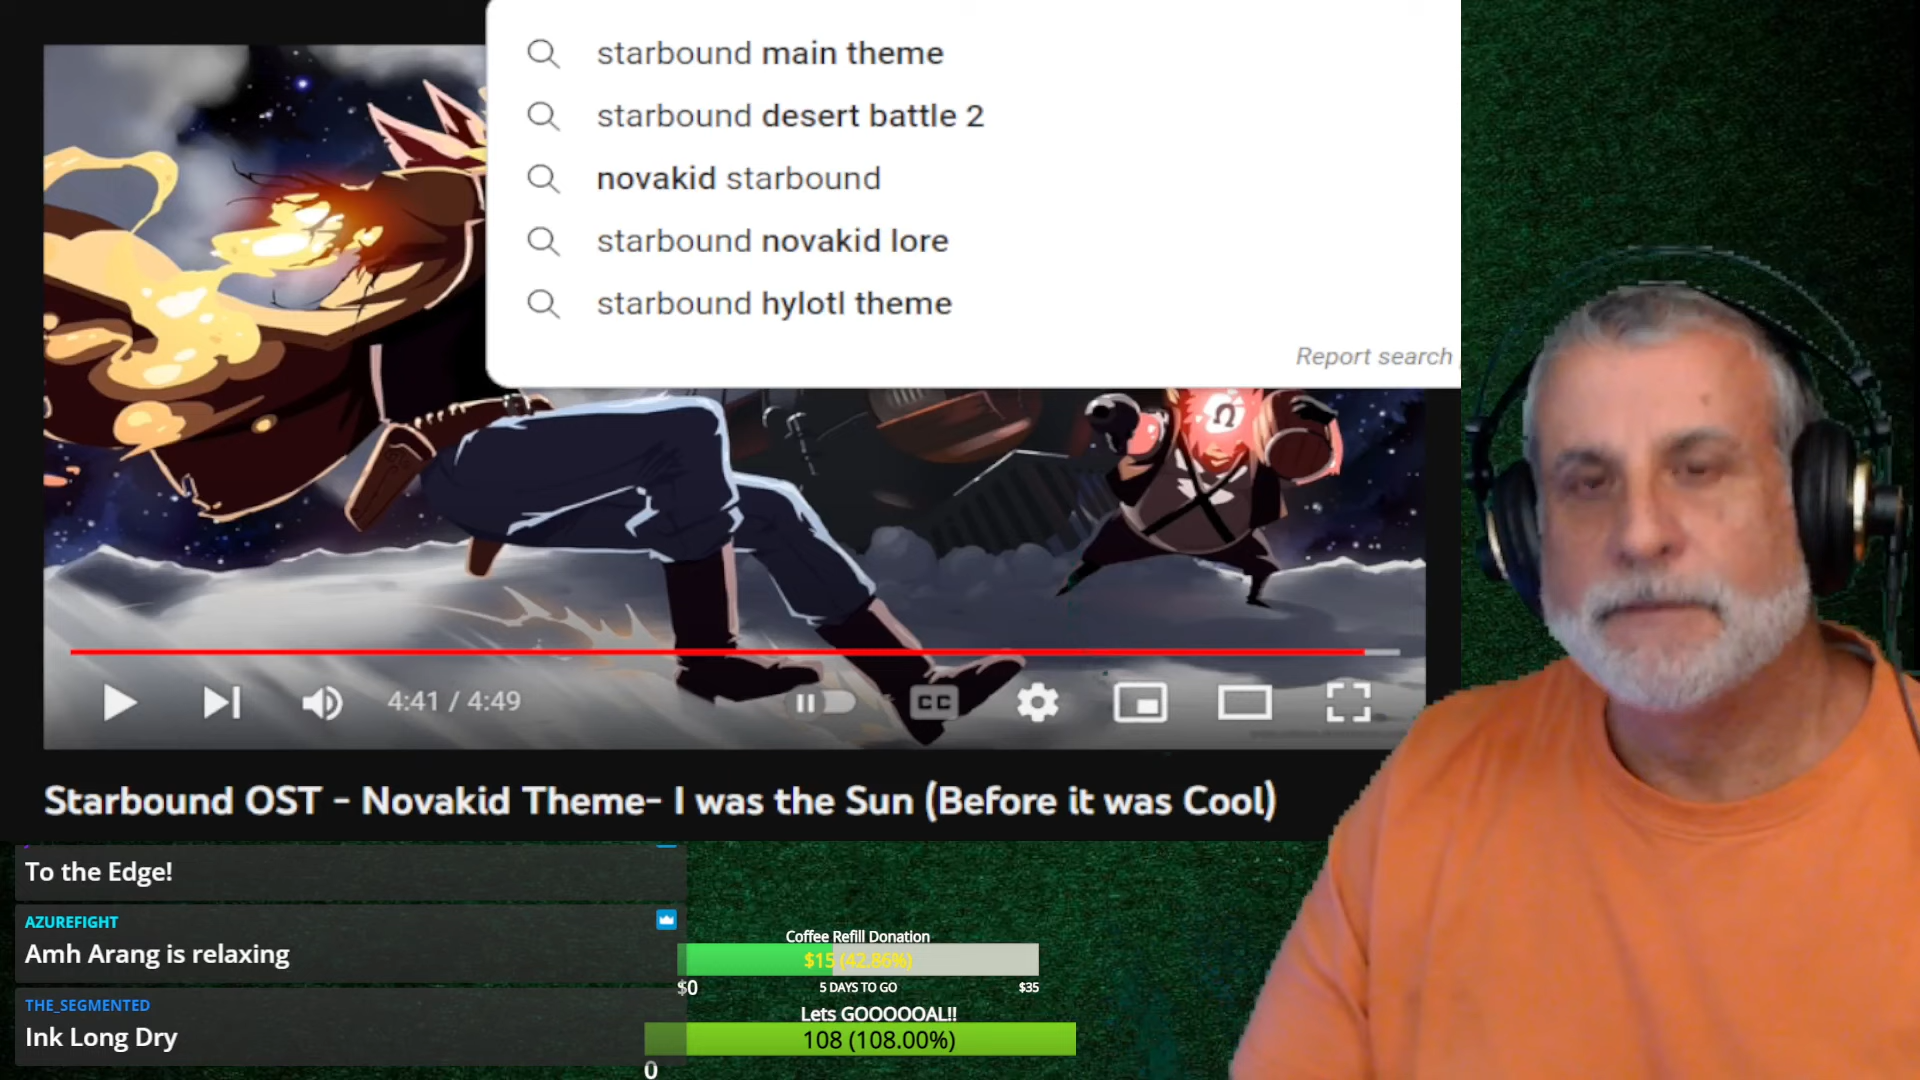 starbound main theme
starbound desert battle 2
novakid starbound
starbound novakid lore
starbound hylotl theme
Report search
Ω
4:41 / 4:49
CC
Starbound OST - Novakid Theme- I was the Sun (Before it was Cool)
To the Edge!
AZUREFIGHT
Amh Arang is relaxing
THE_SEGMENTED
Ink Long Dry
Coffee Refill Donation
$15 (42.86%)
$0 5 DAYS TO GO $35
Lets GOOOOOAL!!
108 (108.00%)
0